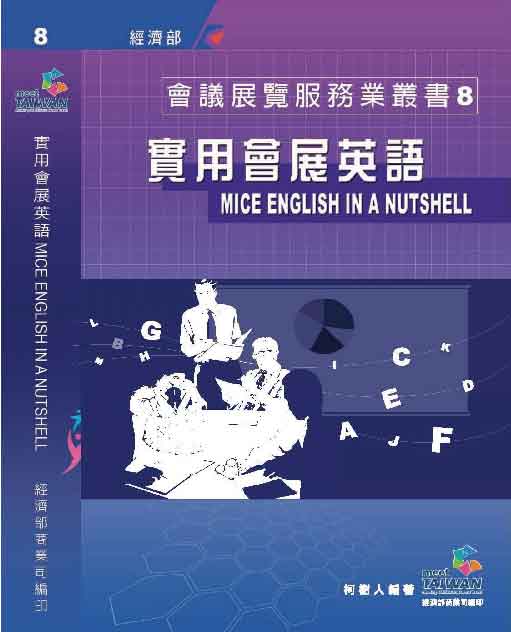 8
meet
TAIWAN
實用會展英語 MICE ENGLISH IN A NUTSHELL
經濟部商業司編印
經濟部
會議展覽服務業叢書8
實用會展英語
MICE ENGLISH IN A NUTSHELL
L
B
N
H
G
I
C
K
E
D
A
J
F
柯樹人編著
meet
TAIWAN
經濟部商業司編印